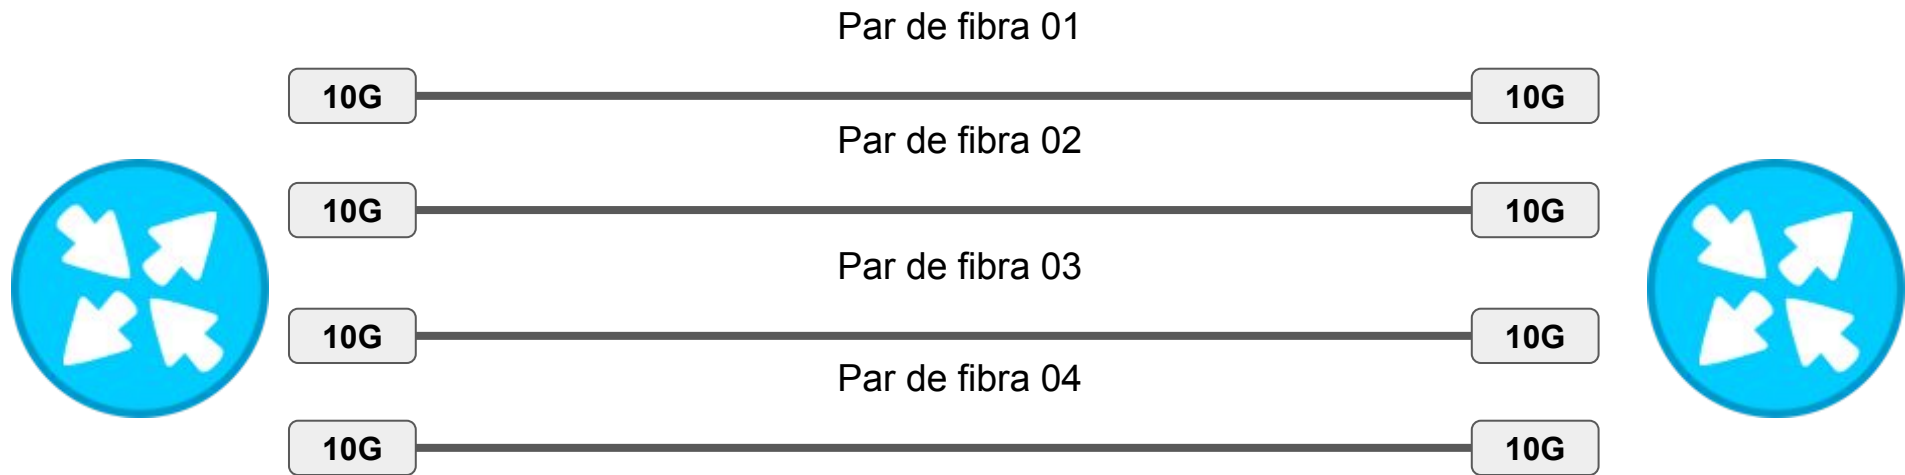 Par de fibra 01
10G 10G
Par de fibra 02
10G 10G
Par de fibra 03
10G 10G
Par de fibra 04
10G 10G